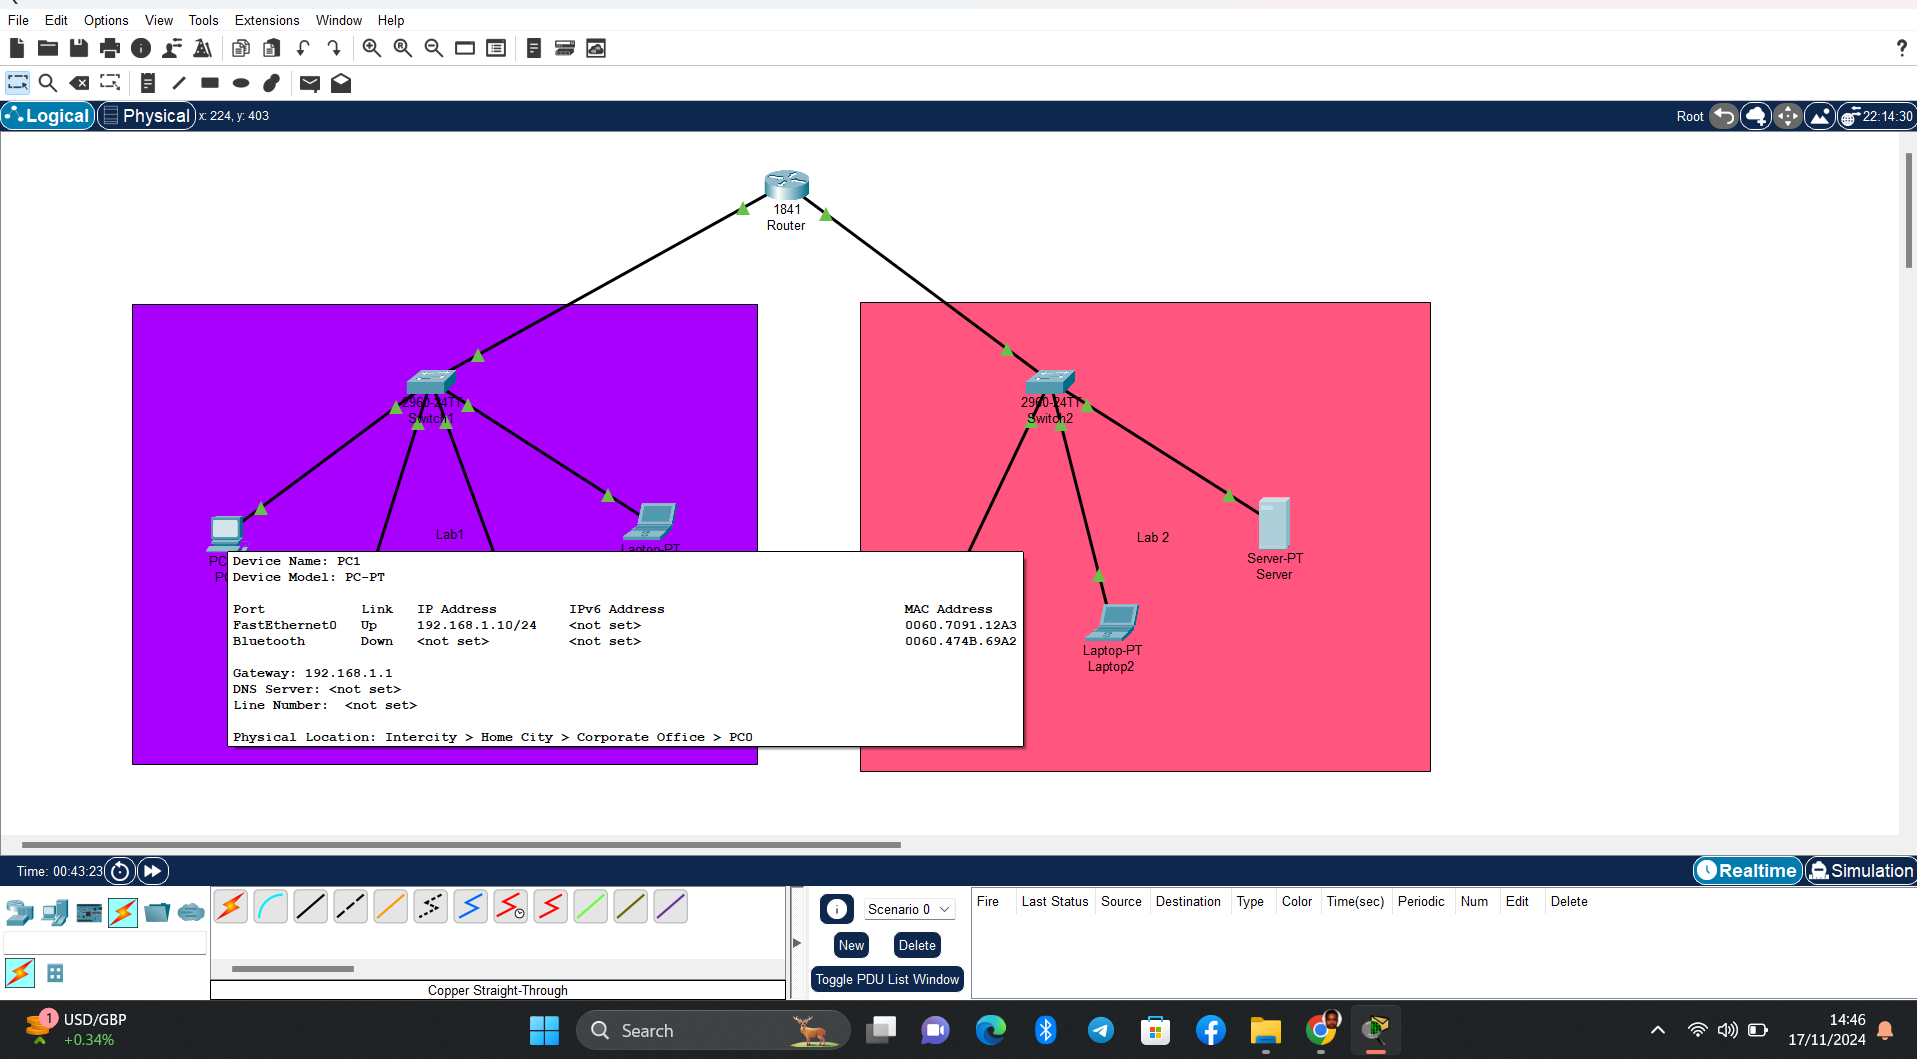 File Edit Options View Tools Extensions Window Help
?
Logical Physical x: 224, y: 403 Root 22:14:30
1841
Router
2960-24TT
Switch1
2960-24TT
Switch2
Lab1
Laptop-PT
PC
Lab 2
Server-PT
Server
Laptop-PT
Laptop2
Device Name: PC1
Device Model: PC-PT
Port Link IP Address IPv6 Address MAC Address
FastEthernet0 Up 192.168.1.10/24 <not set> 0060.7091.12A3
Bluetooth Down <not set> <not set> 0060.474B.69A2
Gateway: 192.168.1.1
DNS Server: <not set>
Line Number: <not set>
Physical Location: Intercity > Home City > Corporate Office > PC0
Time: 00:43:23 Realtime Simulation
Scenario 0
New Delete
Toggle PDU List Window
Fire Last Status Source Destination Type Color Time(sec) Periodic Num Edit Delete
Copper Straight-Through
1
USD/GBP
+0.34%
Search
14:46
17/11/2024